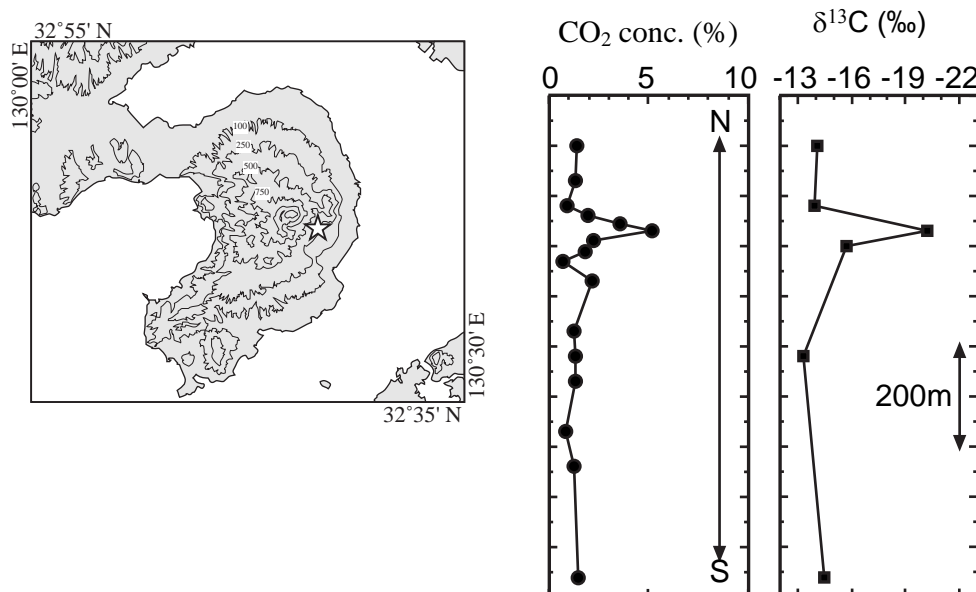 32˚55' N
130˚00' E
100
250
500
750
130˚30' E
32˚35' N
CO₂ conc. (%)
0 5 10
N
S
δ¹³C (‰)
-13 -16 -19 -22
200m